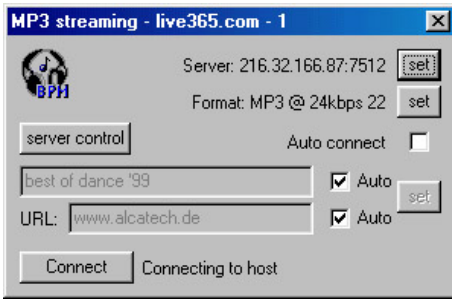 MP3 streaming - live365.com - 1
BPM
Server: 216.32.166.87:7512 set
Format: MP3 @ 24kbps 22 set
server control Auto connect
best of dance '99 Auto
set
URL: www.alcatech.de Auto
Connect Connecting to host